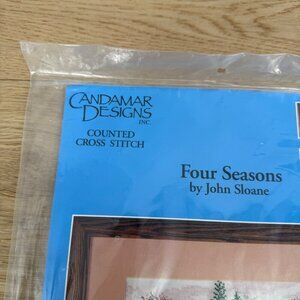 CANDAMAR
DESIGNS
INC.
COUNTED
CROSS STITCH
Four Seasons
by John Sloane